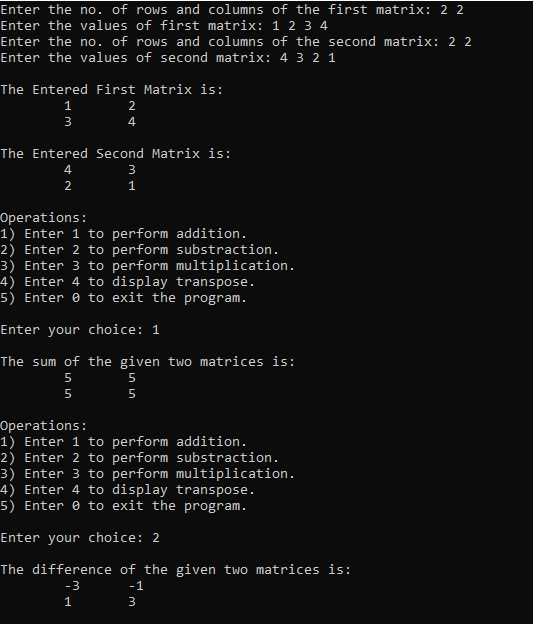 Enter the no. of rows and columns of the first matrix: 2 2
Enter the values of first matrix: 1 2 3 4
Enter the no. of rows and columns of the second matrix: 2 2
Enter the values of second matrix: 4 3 2 1
The Entered First Matrix is:
1 2
3 4
The Entered Second Matrix is:
4 3
2 1
Operations:
1) Enter 1 to perform addition.
2) Enter 2 to perform substraction.
3) Enter 3 to perform multiplication.
4) Enter 4 to display transpose.
5) Enter 0 to exit the program.
Enter your choice: 1
The sum of the given two matrices is:
5 5
5 5
Operations:
1) Enter 1 to perform addition.
2) Enter 2 to perform substraction.
3) Enter 3 to perform multiplication.
4) Enter 4 to display transpose.
5) Enter 0 to exit the program.
Enter your choice: 2
The difference of the given two matrices is:
-3 -1
1 3